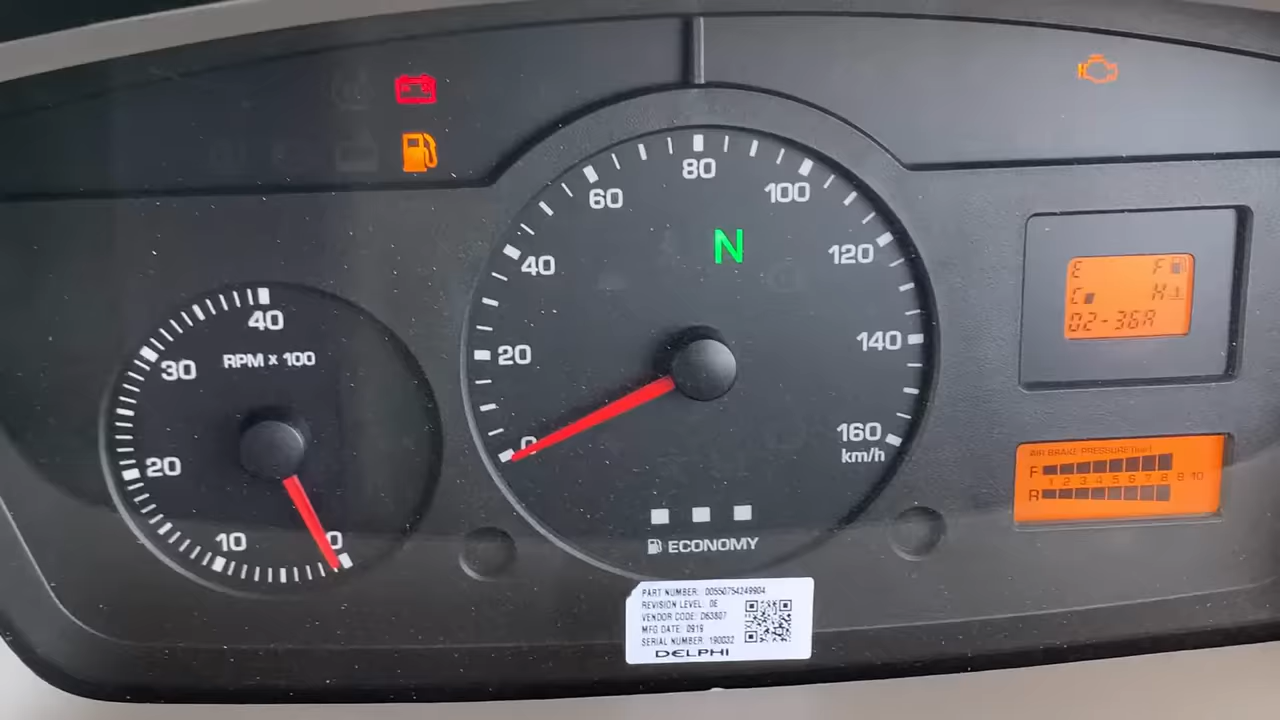 80
60
100
N
40
120
E F
C H
02-36A
40
RPM x 100
30
20
140
20
0
160
km/h
AIR BRAKE PRESSURE (bar)
F
1 2 3 4 5 6 7 8 9 10
R
10
0
ECONOMY
PART NUMBER: D0550754249904
REVISION LEVEL: 0E
VENDOR CODE: D63807
MFG DATE: 0919
SERIAL NUMBER: 190032
DELPHI